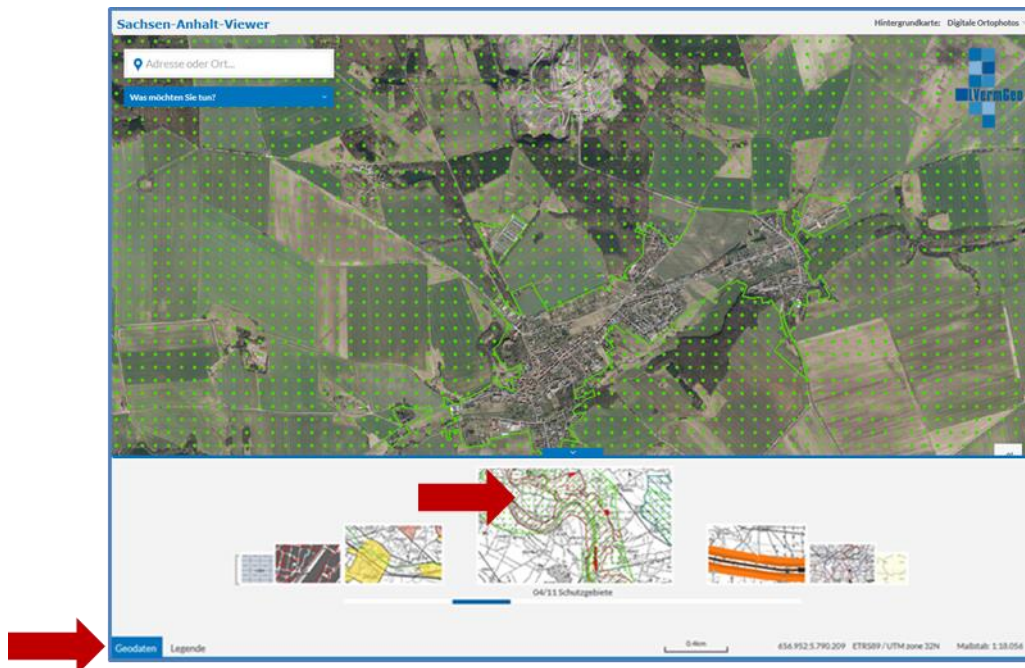 Sachsen-Anhalt-Viewer
Hintergrundkarte: Digitale Ortophotos
Adresse oder Ort...
Was möchten Sie tun?
LVermGeo
04/11 Schutzgebiete
Geodaten
Legende
0.4km
656.952:5.790.209 ETRS89 / UTM zone 32N Maßstab: 1:18.056